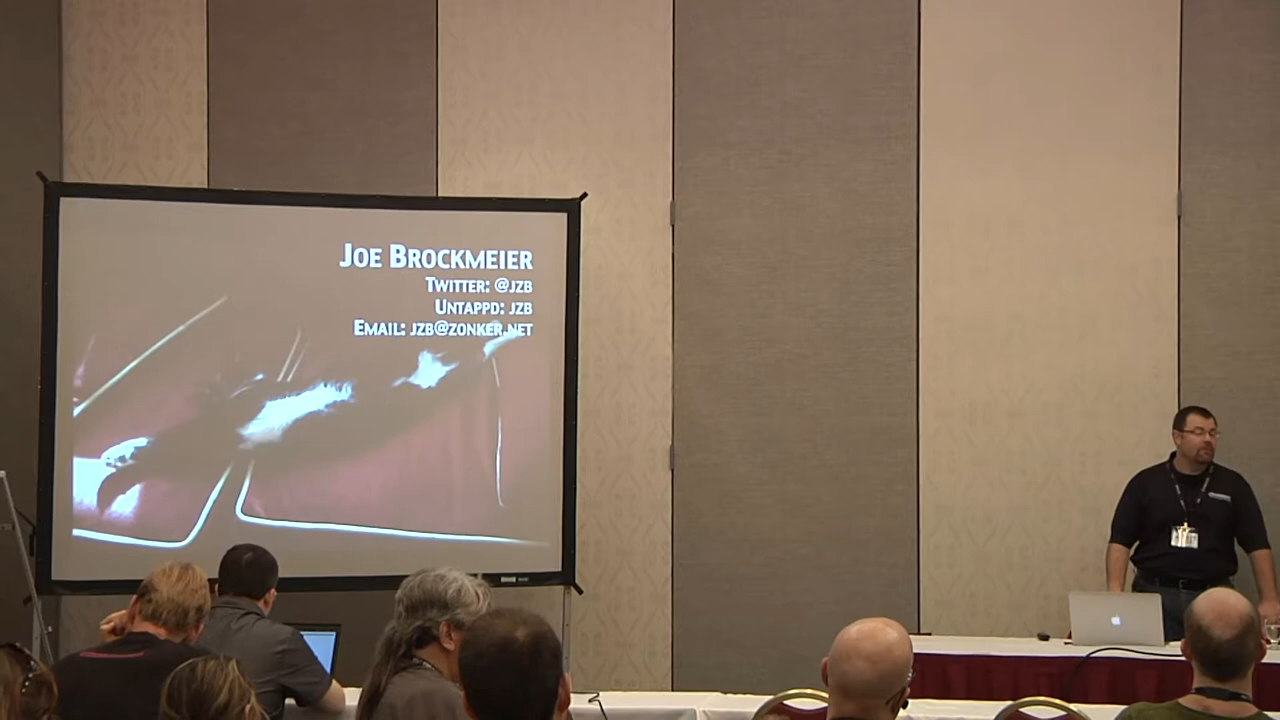 JOE BROCKMEIER
TWITTER: @JZB
UNTAPPD: JZB
EMAIL: JZB@ZONKER.NET